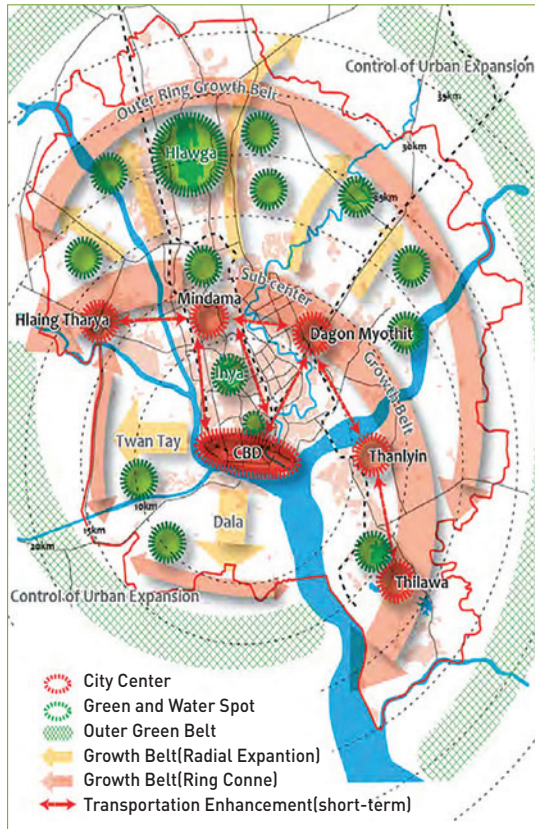 Control of Urban Expansion
35km
Outer Ring Growth Belt
30km
Hlawga
25km
Sub-center
Mindama
Hlaing Tharya
Dagon Myothit
Growth Belt
Inya
Twan Tay
CBD
Thanlyin
10km
Dala
15km
20km
Thilawa
Control of Urban Expansion
City Center
Green and Water Spot
Outer Green Belt
Growth Belt(Radial Expantion)
Growth Belt(Ring Conne)
Transportation Enhancement(short-term)